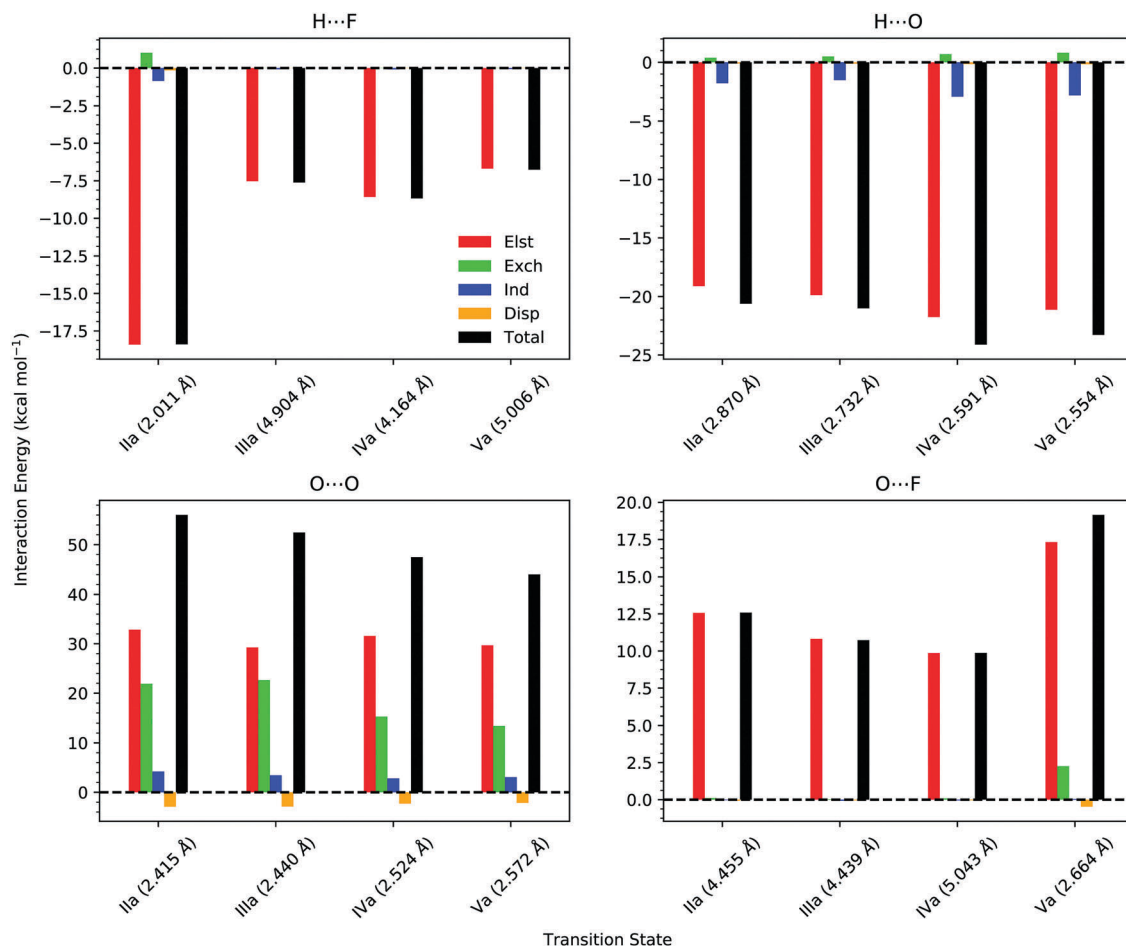 H···F
0.0
−2.5
−5.0
−7.5
−10.0
−12.5
−15.0
−17.5
Elst
Exch
Ind
Disp
Total
IIa (2.011 Å)
IIIa (4.904 Å)
IVa (4.164 Å)
Va (5.006 Å)
H···O
0
−5
−10
−15
−20
−25
IIa (2.870 Å)
IIIa (2.732 Å)
IVa (2.591 Å)
Va (2.554 Å)
Interaction Energy (kcal mol⁻¹)
O···O
50
40
30
20
10
0
IIa (2.415 Å)
IIIa (2.440 Å)
IVa (2.524 Å)
Va (2.572 Å)
O···F
20.0
17.5
15.0
12.5
10.0
7.5
5.0
2.5
0.0
IIa (4.455 Å)
IIIa (4.439 Å)
IVa (5.043 Å)
Va (2.664 Å)
Transition State